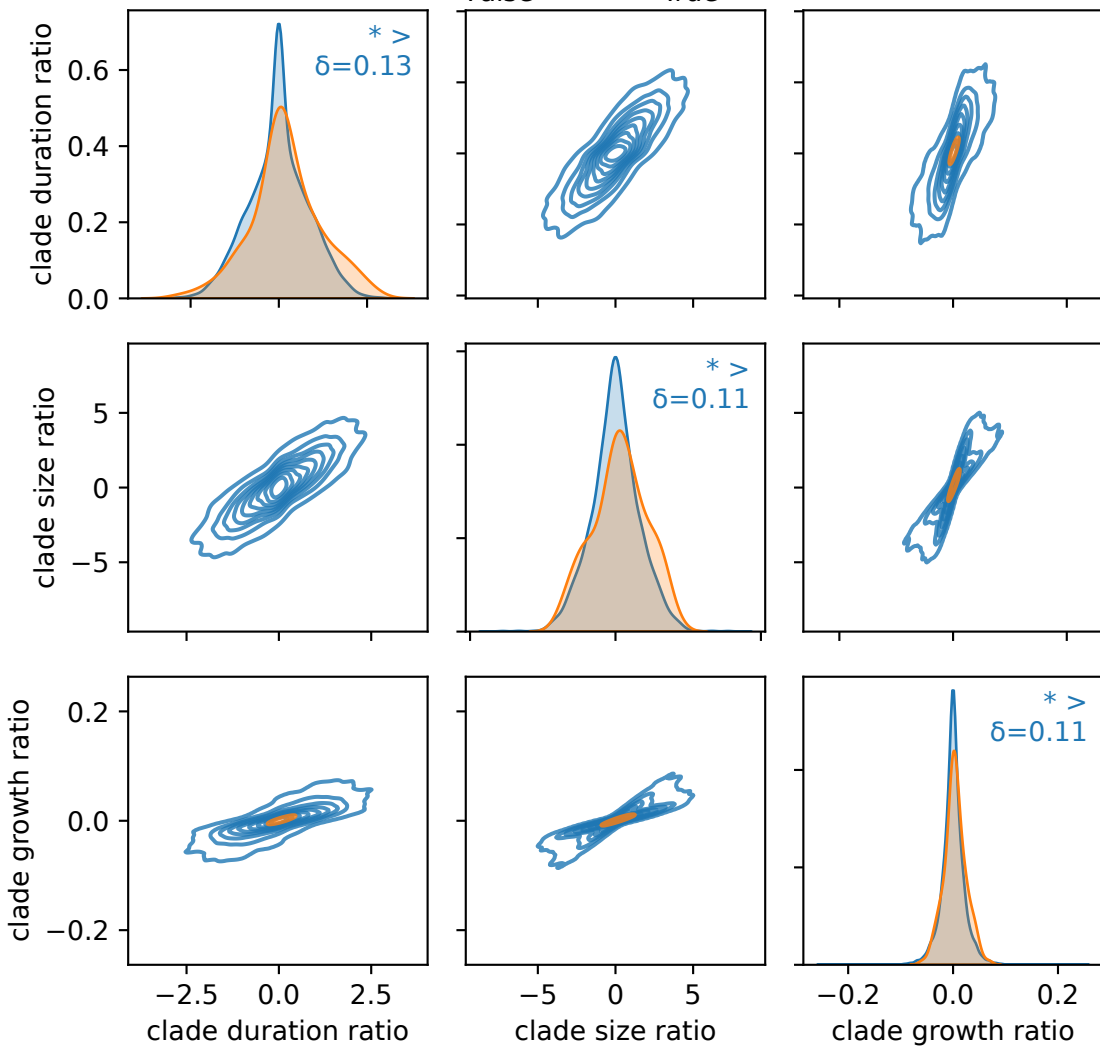 clade duration ratio
0.6
0.4
0.2
0.0
* >
δ=0.13
clade size ratio
5
0
−5
* >
δ=0.11
clade growth ratio
0.2
0.0
−0.2
* >
δ=0.11
−2.5 0.0 2.5
−5 0 5
−0.2 0.0 0.2
clade duration ratio
clade size ratio
clade growth ratio